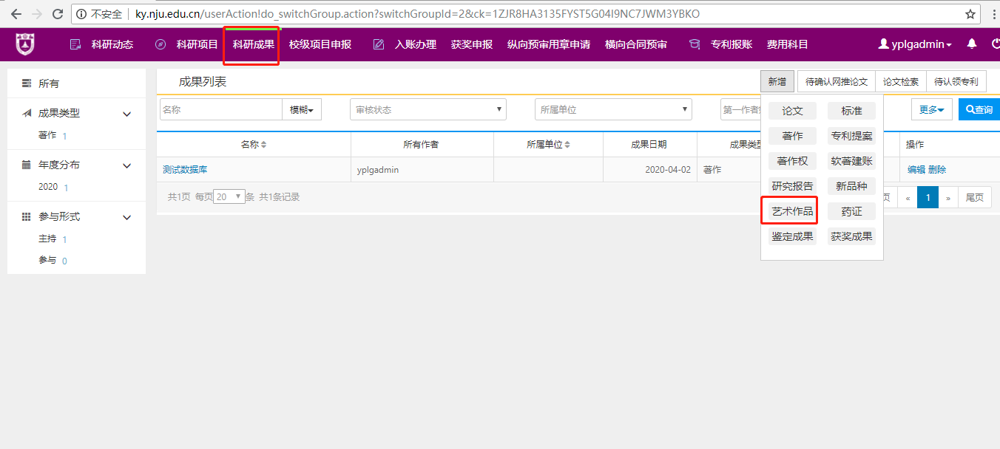 不安全 ky.nju.edu.cn/userAction!do_switchGroup.action?switchGroupId=2&ck=1ZJR8HA3135FYST5G04I9NC7JWM3YBKO
科研动态 科研项目 科研成果 校级项目申报 入账办理 获奖申报 纵向预审用章申请 横向合同预审 专利报账 费用科目 yplgadmin
所有
成果类型
著作 1
年度分布
2020 1
参与形式
主持 1
参与 0
成果列表 新增 待确认网推论文 论文检索 待认领专利
名称 模糊 审核状态 所属单位 第一作者 更多 查询
名称 所有作者 所属单位 成果日期 成果类型 操作
测试数据库 yplgadmin 2020-04-02 著作 编辑 删除
共1页 每页 20 条 共1条记录 页 « 1 » 尾页
论文 标准
著作 专利提案
著作权 软著建账
研究报告 新品种
艺术作品 药证
鉴定成果 获奖成果